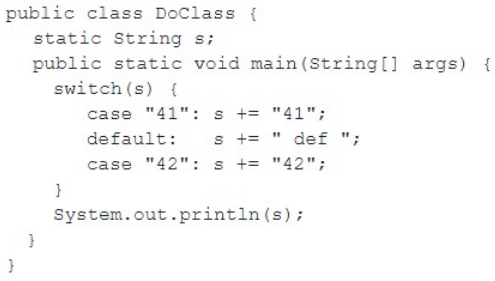 public class DoClass {
  static String s;
  public static void main(String[] args) {
    switch(s) {
      case "41": s += "41";
      default:   s += " def ";
      case "42": s += "42";
    }
    System.out.println(s);
  }
}